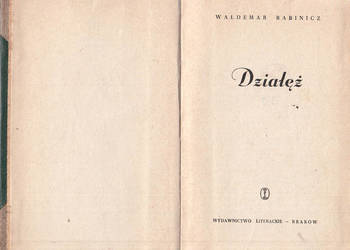 WALDEMAR BABINICZ
Działęż
WYDAWNICTWO LITERACKIE – KRAKÓW